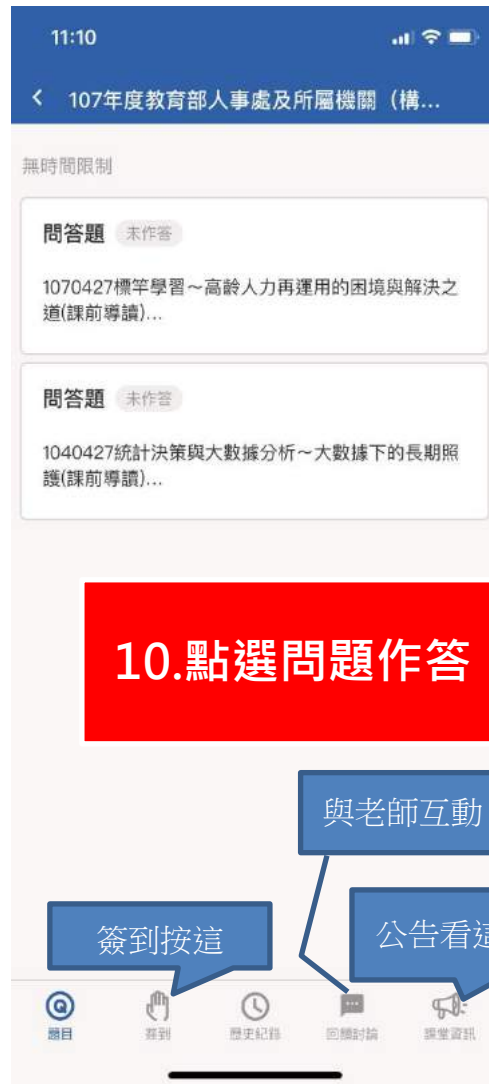 11:10
107年度教育部人事處及所屬機關（構...
無時間限制
問答題 未作答
1070427標竿學習～高齡人力再運用的困境與解決之
道(課前導讀)...
問答題 未作答
1040427統計決策與大數據分析～大數據下的長期照
護(課前導讀)...
10.點選問題作答
與老師互動
簽到按這
公告看這
題目 簽到 歷史紀錄 回饋討論 課堂資訊